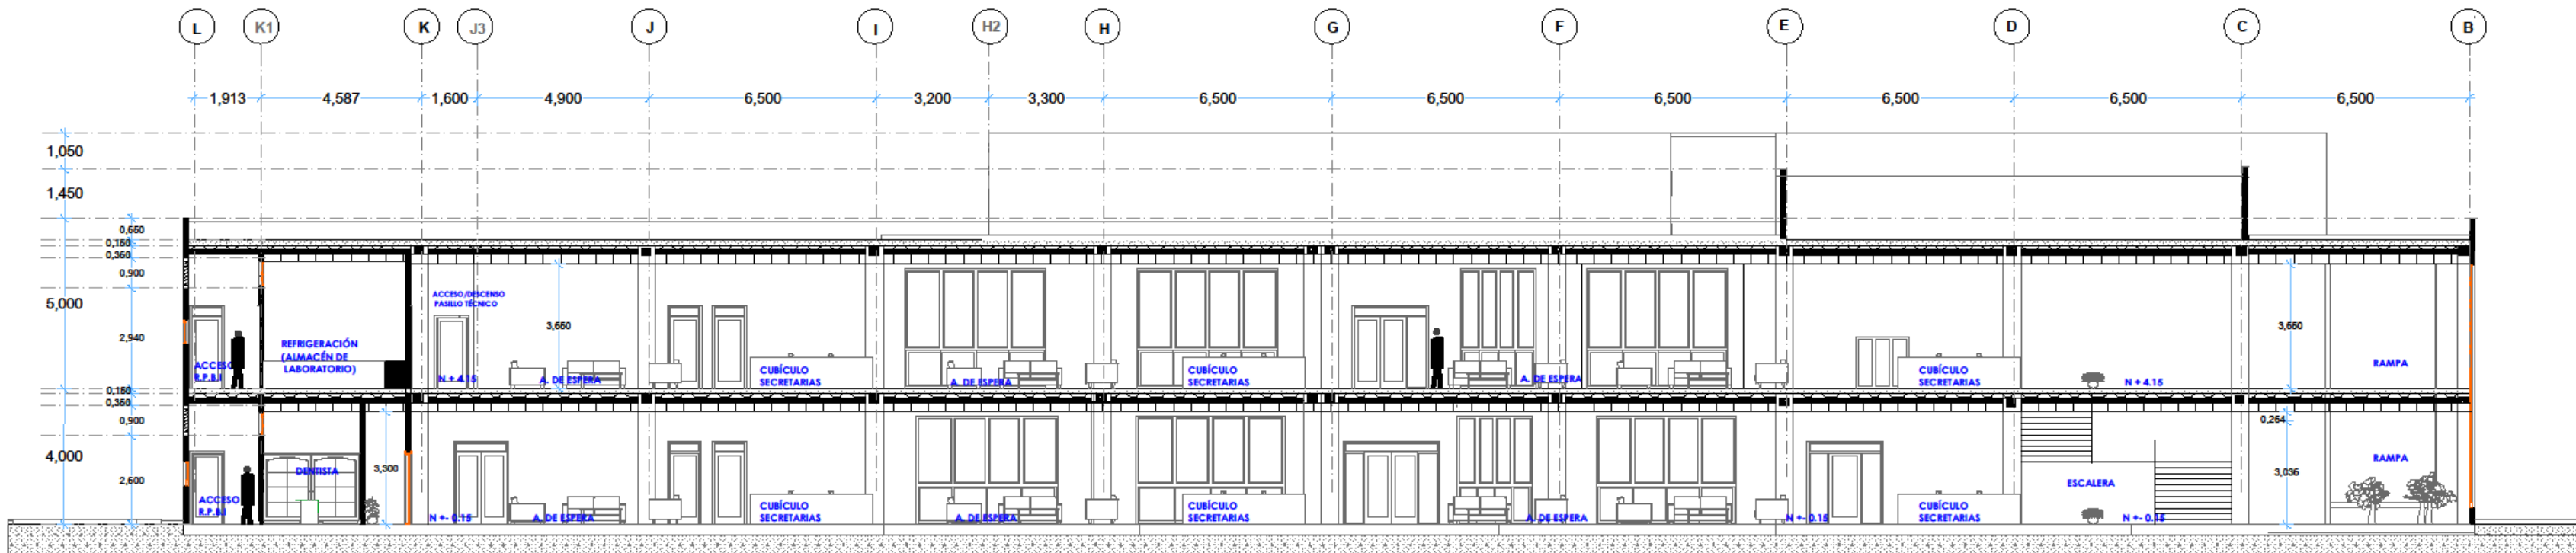 L K1 K J3 J I H2 H G F E D C B'
1,913 4,587 1,600 4,900 6,500 3,200 3,300 6,500 6,500 6,500 6,500 6,500 6,500
1,050
1,450
5,000
4,000
0,650
0,150
0,350
0,900
2,940
0,150
0,350
0,900
2,600
ACCESO
R.P.B.I
REFRIGERACIÓN
(ALMACÉN DE
LABORATORIO)
ACCESO/DESCENSO
PASILLO TÉCNICO
3,650
N + 4.15
A. DE ESPERA
CUBÍCULO
SECRETARIAS
A. DE ESPERA
CUBÍCULO
SECRETARIAS
A. DE ESPERA
CUBÍCULO
SECRETARIAS
N + 4.15
3,650
RAMPA
ACCESO
R.P.B.I
DENTISTA
3,300
N +- 0.15
A. DE ESPERA
CUBÍCULO
SECRETARIAS
A. DE ESPERA
CUBÍCULO
SECRETARIAS
A. DE ESPERA
N +- 0.15
CUBÍCULO
SECRETARIAS
ESCALERA
N +- 0.15
0,264
3,036
RAMPA